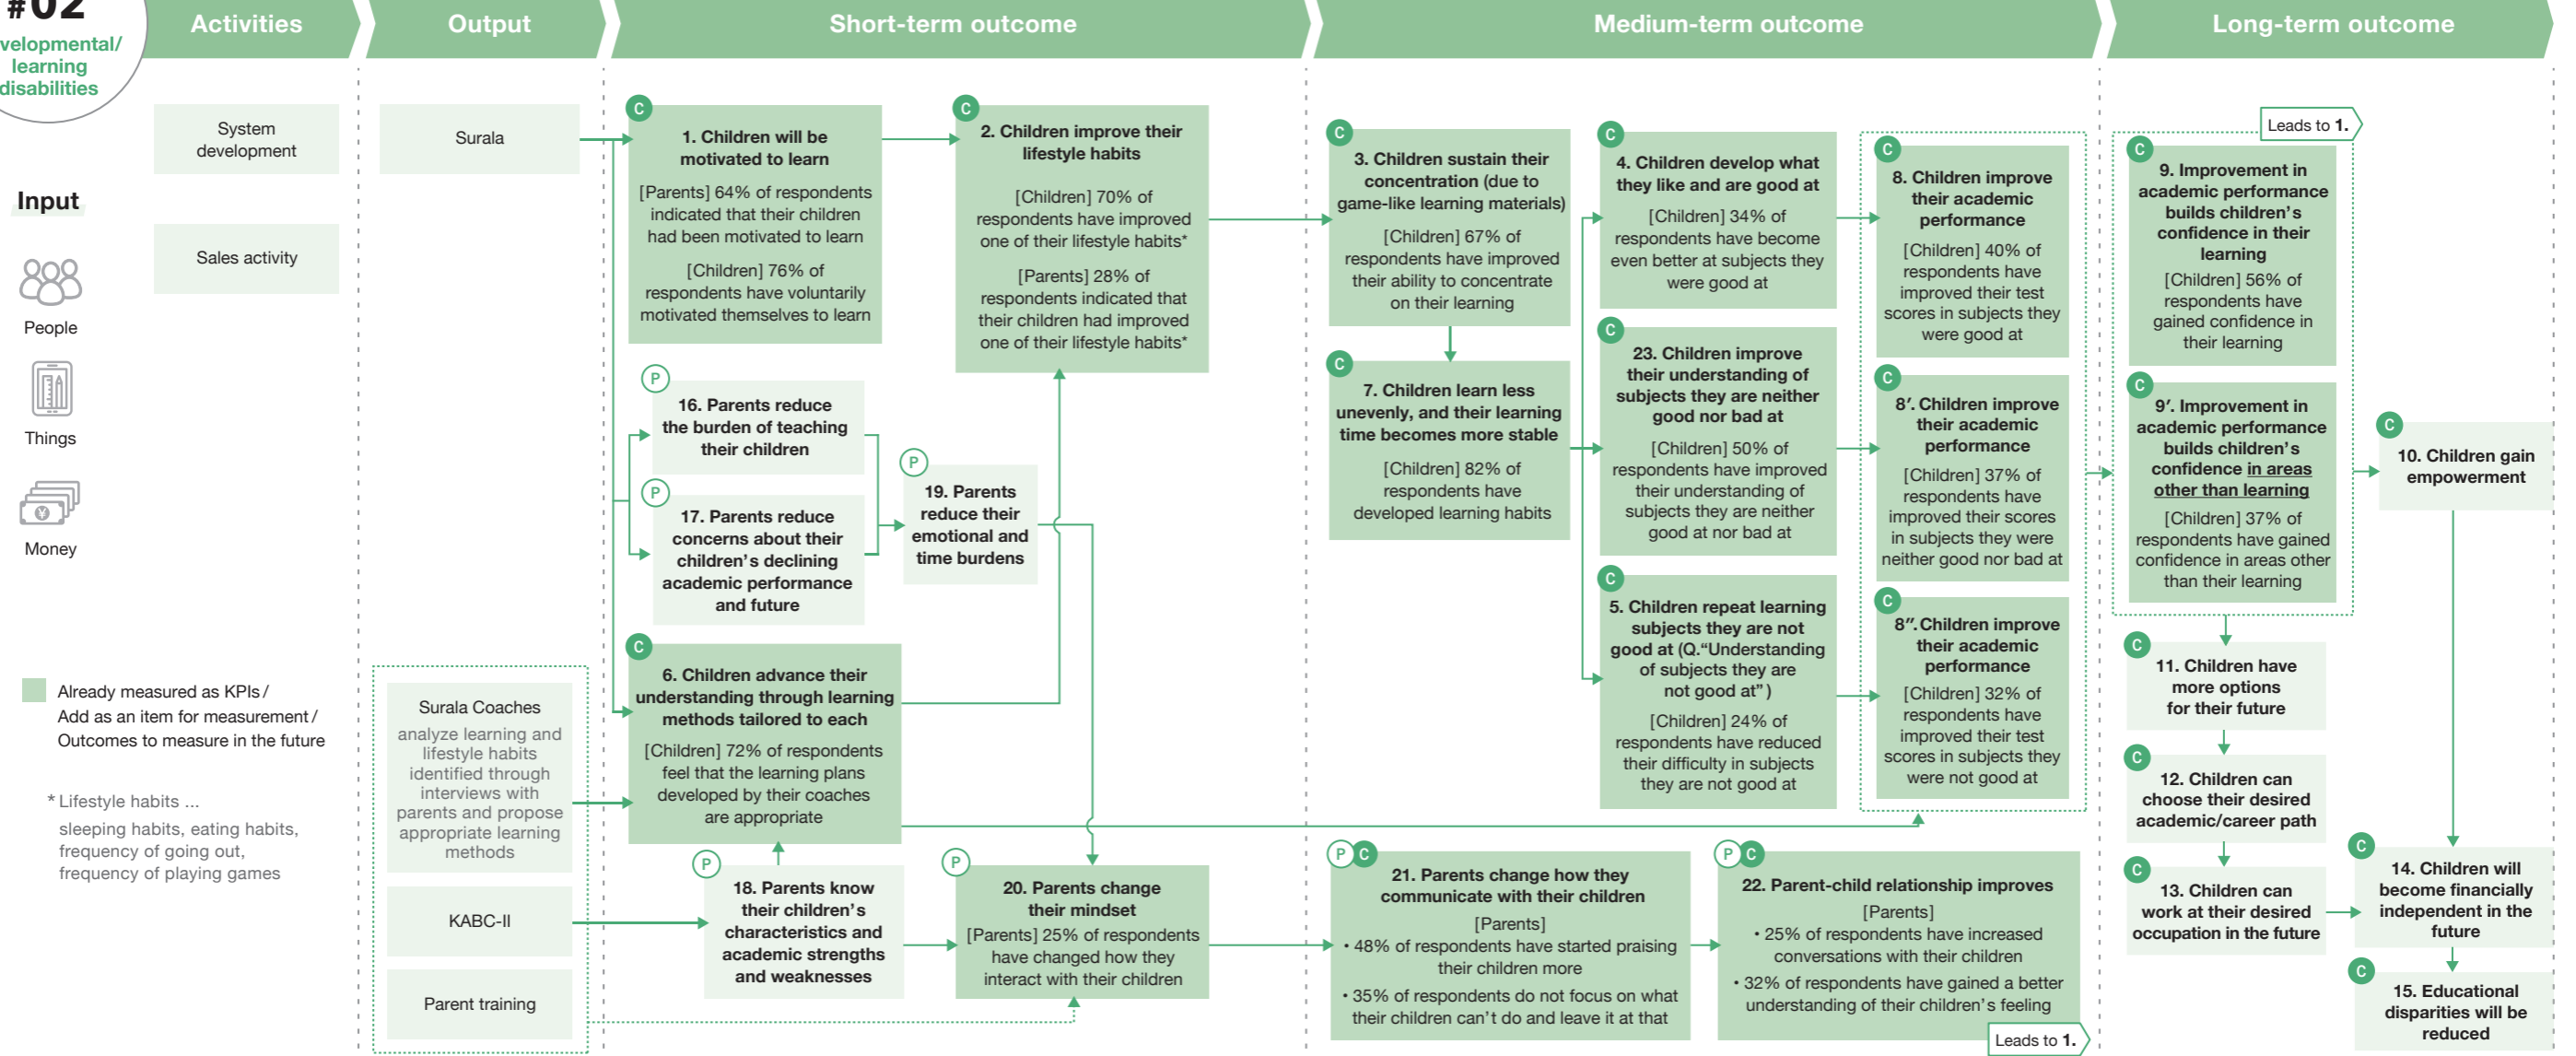 #02
velopmental/
learning
disabilities
Activities
Output
Short-term outcome
Medium-term outcome
Long-term outcome
Input
People
Things
¥
Money
Already measured as KPIs /
Add as an item for measurement /
Outcomes to measure in the future
* Lifestyle habits ...
sleeping habits, eating habits,
frequency of going out,
frequency of playing games
System
development
Sales activity
Surala
Surala Coaches
analyze learning and
lifestyle habits
identified through
interviews with
parents and propose
appropriate learning
methods
KABC-II
Parent training
C
1. Children will be
motivated to learn
[Parents] 64% of respondents
indicated that their children
had been motivated to learn
[Children] 76% of
respondents have voluntarily
motivated themselves to learn
C
2. Children improve their
lifestyle habits
[Children] 70% of
respondents have improved
one of their lifestyle habits*
[Parents] 28% of
respondents indicated that
their children had improved
one of their lifestyle habits*
P
16. Parents reduce
the burden of teaching
their children
P
17. Parents reduce
concerns about their
children's declining
academic performance
and future
P
19. Parents
reduce their
emotional and
time burdens
C
6. Children advance their
understanding through learning
methods tailored to each
[Children] 72% of respondents
feel that the learning plans
developed by their coaches
are appropriate
P
18. Parents know
their children's
characteristics and
academic strengths
and weaknesses
P
20. Parents change
their mindset
[Parents] 25% of respondents
have changed how they
interact with their children
C
3. Children sustain their
concentration (due to
game-like learning materials)
[Children] 67% of
respondents have improved
their ability to concentrate
on their learning
C
7. Children learn less
unevenly, and their learning
time becomes more stable
[Children] 82% of
respondents have
developed learning habits
C
4. Children develop what
they like and are good at
[Children] 34% of
respondents have become
even better at subjects they
were good at
C
23. Children improve
their understanding of
subjects they are neither
good nor bad at
[Children] 50% of
respondents have improved
their understanding of
subjects they are neither
good at nor bad at
C
5. Children repeat learning
subjects they are not
good at (Q.“Understanding
of subjects they are
not good at”)
[Children] 24% of
respondents have reduced
their difficulty in subjects
they are not good at
C
8. Children improve
their academic
performance
[Children] 40% of
respondents have
improved their test
scores in subjects they
were good at
C
8′. Children improve
their academic
performance
[Children] 37% of
respondents have
improved their scores
in subjects they were
neither good nor bad at
C
8″. Children improve
their academic
performance
[Children] 32% of
respondents have
improved their test
scores in subjects they
were not good at
P C
21. Parents change how they
communicate with their children
[Parents]
• 48% of respondents have started praising
their children more
• 35% of respondents do not focus on what
their children can't do and leave it at that
P C
22. Parent-child relationship improves
[Parents]
• 25% of respondents have increased
conversations with their children
• 32% of respondents have gained a better
understanding of their children's feeling
Leads to 1.
Leads to 1.
C
9. Improvement in
academic performance
builds children's
confidence in their
learning
[Children] 56% of
respondents have
gained confidence in
their learning
C
9′. Improvement in
academic performance
builds children's
confidence in areas
other than learning
[Children] 37% of
respondents have gained
confidence in areas other
than their learning
C
10. Children gain
empowerment
C
11. Children have
more options
for their future
C
12. Children can
choose their desired
academic/career path
C
13. Children can
work at their desired
occupation in the future
C
14. Children will
become financially
independent in the
future
C
15. Educational
disparities will be
reduced